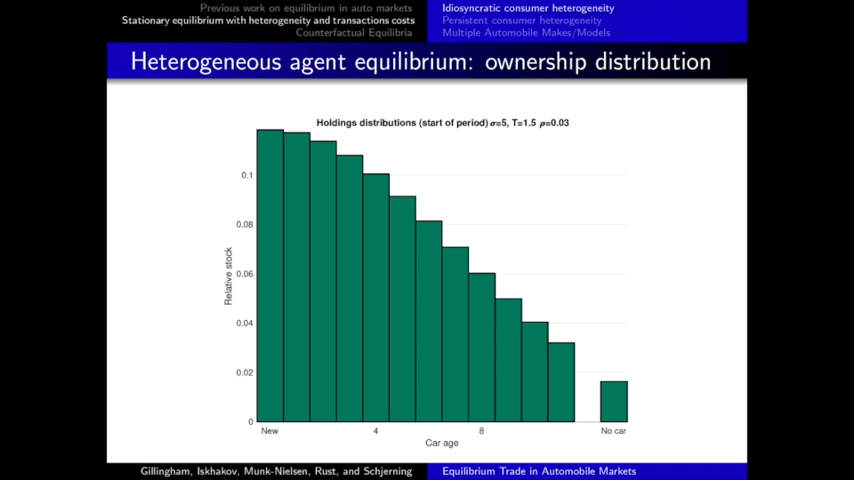 Previous work on equilibrium in auto markets
Stationary equilibrium with heterogeneity and transactions costs
Counterfactual Equilibria
Idiosyncratic consumer heterogeneity
Persistent consumer heterogeneity
Multiple Automobile Makes/Models
Heterogeneous agent equilibrium: ownership distribution
Holdings distributions (start of period) σ=5, T=1.5 ρ=0.03
Relative stock
0.1
0.08
0.06
0.04
0.02
0
New
4
8
No car
Car age
Gillingham, Iskhakov, Munk-Nielsen, Rust, and Schjerning
Equilibrium Trade in Automobile Markets